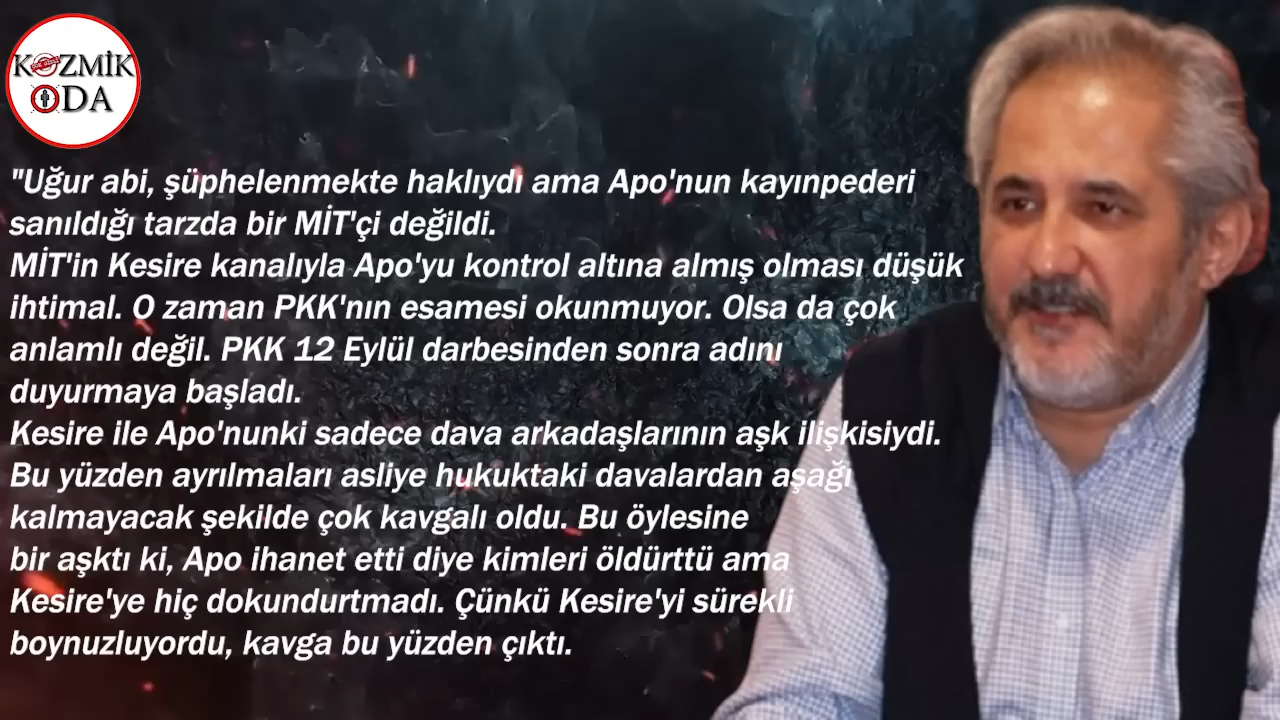 KOZMİK
ODA
"Uğur abi, şüphelenmekte haklıydı ama Apo'nun kayınpederi
sanıldığı tarzda bir MİT'çi değildi.
MİT'in Kesire kanalıyla Apo'yu kontrol altına almış olması düşük
ihtimal. O zaman PKK'nın esamesi okunmuyor. Olsa da çok
anlamlı değil. PKK 12 Eylül darbesinden sonra adını
duyurmaya başladı.
Kesire ile Apo'nunki sadece dava arkadaşlarının aşk ilişkisiydi.
Bu yüzden ayrılmaları asliye hukuktaki davalardan aşağı
kalmayacak şekilde çok kavgalı oldu. Bu öylesine
bir aşktı ki, Apo ihanet etti diye kimleri öldürttü ama
Kesire'ye hiç dokundurtmadı. Çünkü Kesire'yi sürekli
boynuzluyordu, kavga bu yüzden çıktı.